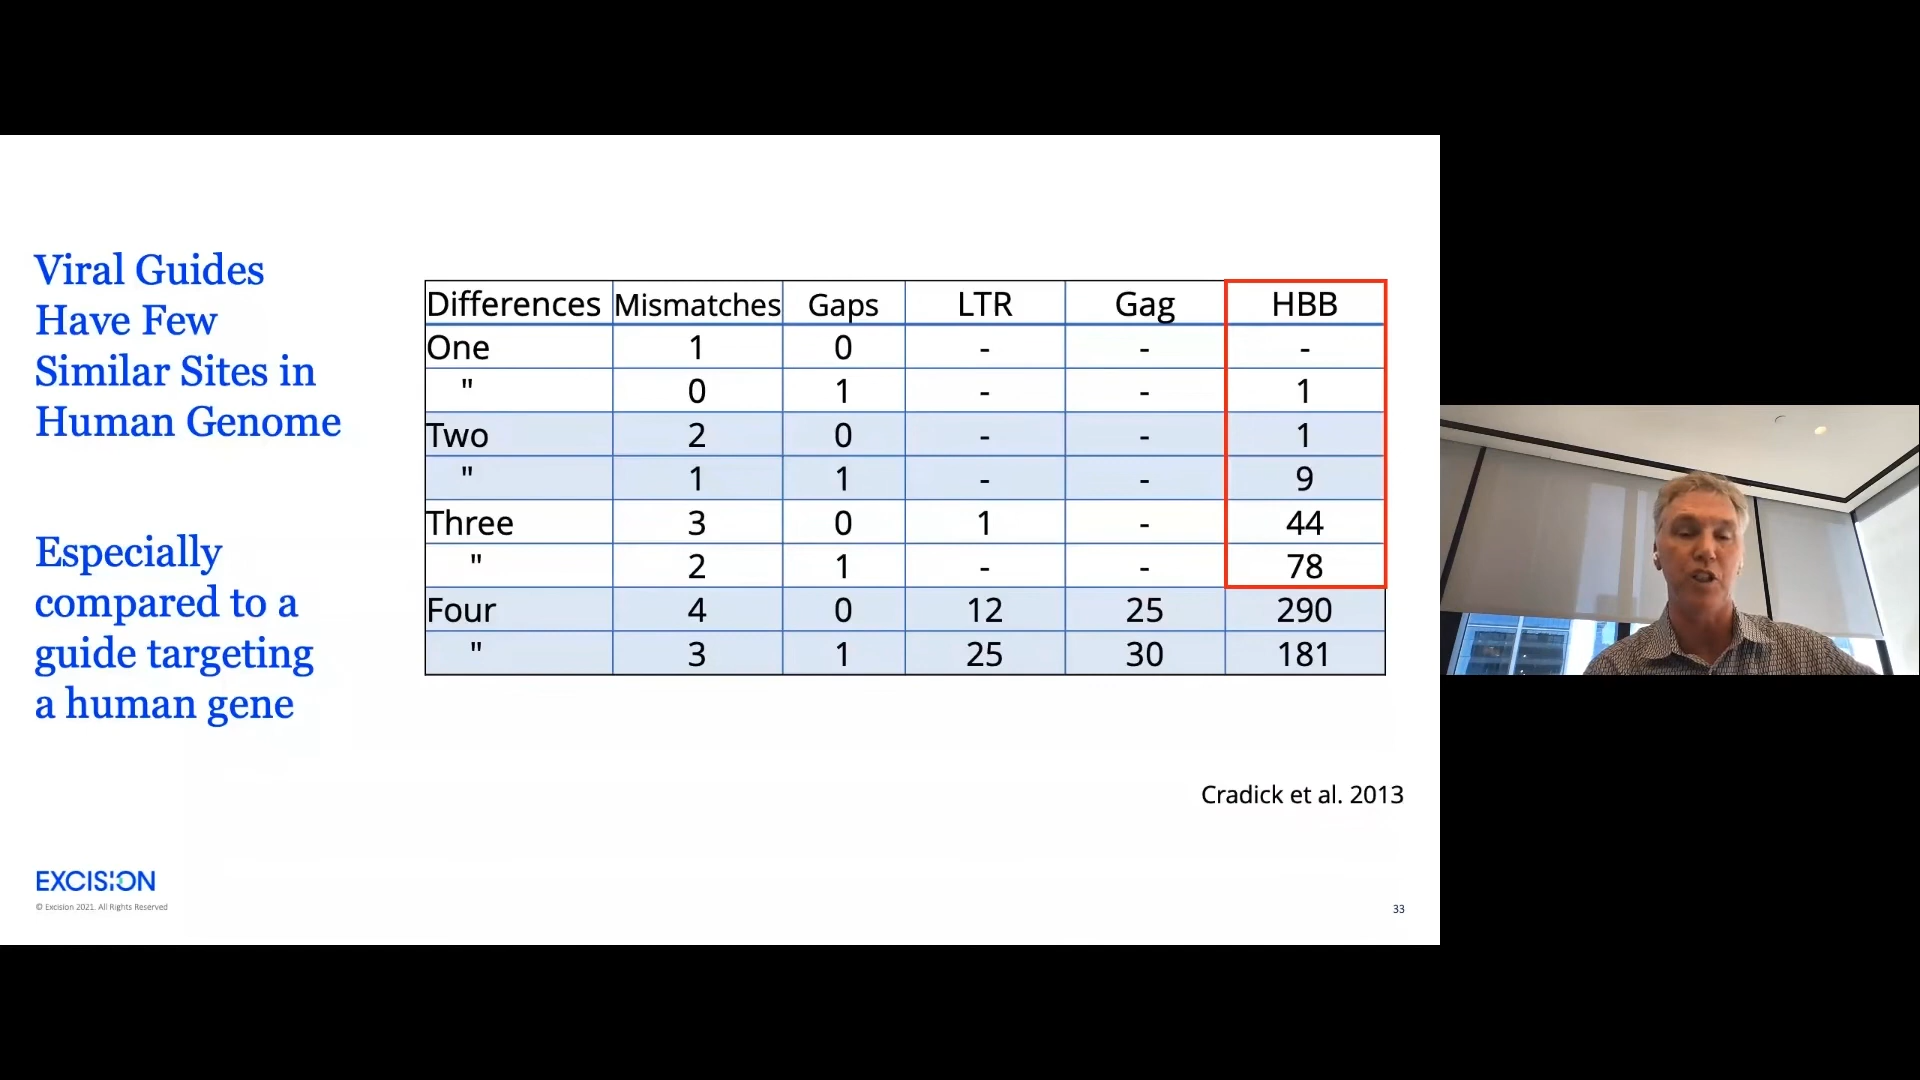 Viral Guides
Have Few
Similar Sites in
Human Genome
Especially
compared to a
guide targeting
a human gene
Differences Mismatches Gaps LTR Gag HBB
One 1 0 - - -
" 0 1 - - 1
Two 2 0 - - 1
" 1 1 - - 9
Three 3 0 1 - 44
" 2 1 - - 78
Four 4 0 12 25 290
" 3 1 25 30 181
Cradick et al. 2013
EXCISION
© Excision 2021. All Rights Reserved
33